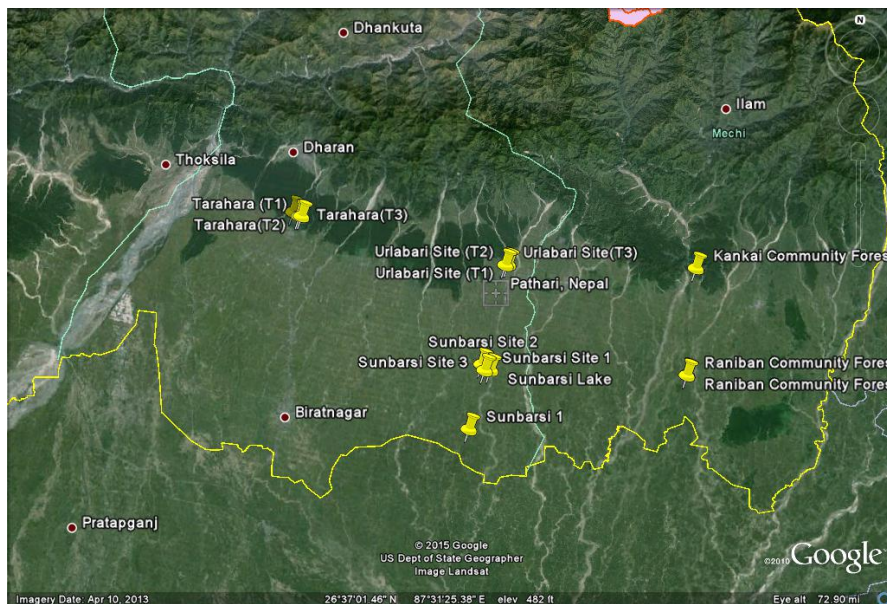 N
Dhankuta
Ilam
Mechi
Dharan
Thoksila
Tarahara (T1)
Tarahara(T3)
Tarahara(T2)
Urlabari Site (T2)
Urlabari Site(T3)
Kankai Community Fores
Urlabari Site (T1)
Pathari, Nepal
Sunbarsi Site 2
Sunbarsi Site 3
Sunbarsi Site 1
Raniban Community Fores
Sunbarsi Lake
Raniban Community Fores
Biratnagar
Sunbarsi 1
Pratapganj
© 2015 Google
US Dept of State Geographer
Image Landsat
©2010 Google
Imagery Date: Apr 10, 2013 26°37'01.46" N 87°31'25.38" E elev 482 ft Eye alt 72.90 mi